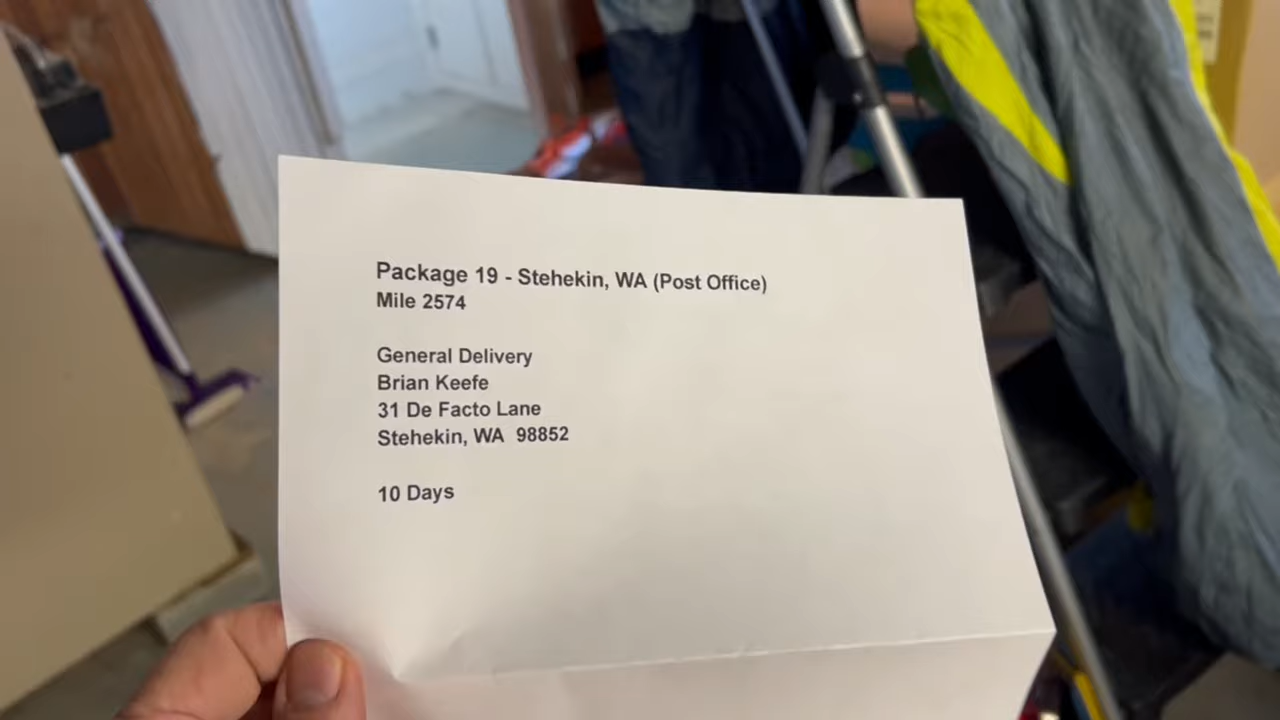 Package 19 - Stehekin, WA (Post Office)
Mile 2574
General Delivery
Brian Keefe
31 De Facto Lane
Stehekin, WA  98852
10 Days